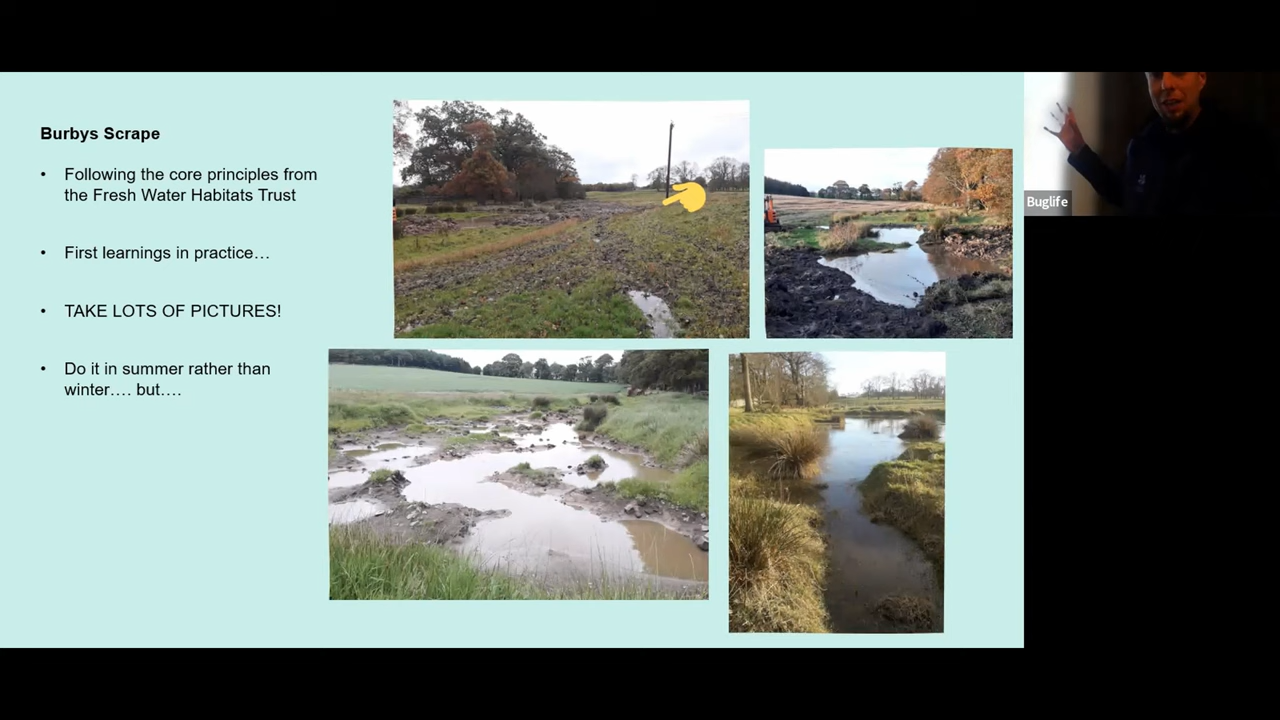 Burbys Scrape
• Following the core principles from
the Fresh Water Habitats Trust
• First learnings in practice…
• TAKE LOTS OF PICTURES!
• Do it in summer rather than
winter…. but….
Buglife